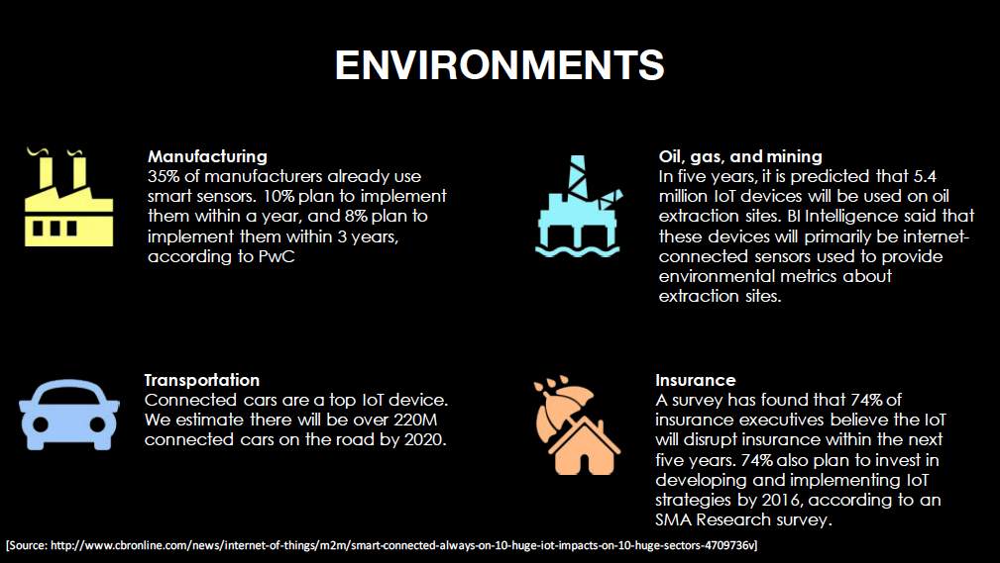 ENVIRONMENTS
Manufacturing
35% of manufacturers already use
smart sensors. 10% plan to implement
them within a year, and 8% plan to
implement them within 3 years,
according to PwC
Oil, gas, and mining
In five years, it is predicted that 5.4
million IoT devices will be used on oil
extraction sites. BI Intelligence said that
these devices will primarily be internet-
connected sensors used to provide
environmental metrics about
extraction sites.
Transportation
Connected cars are a top IoT device.
We estimate there will be over 220M
connected cars on the road by 2020.
Insurance
A survey has found that 74% of
insurance executives believe the IoT
will disrupt insurance within the next
five years. 74% also plan to invest in
developing and implementing IoT
strategies by 2016, according to an
SMA Research survey.
[Source: http://www.cbronline.com/news/internet-of-things/m2m/smart-connected-always-on-10-huge-iot-impacts-on-10-huge-sectors-4709736v]